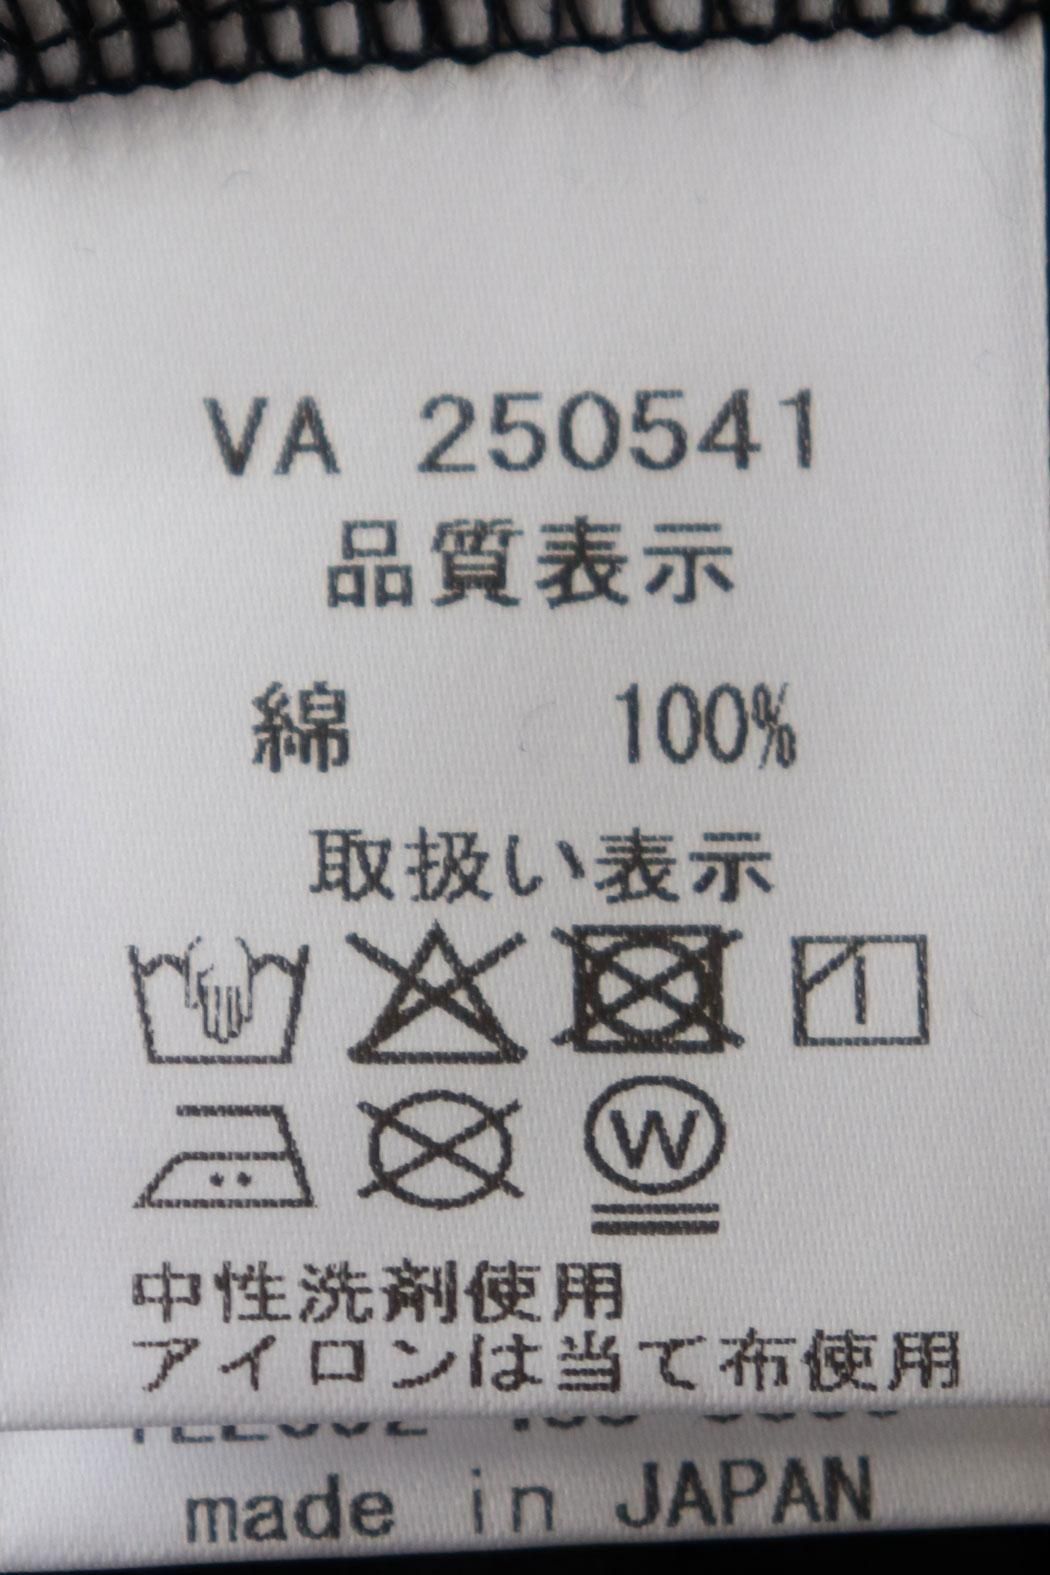 VA 250541
品質表示
綿 100%
取扱い表示
W
中性洗剤使用
アイロンは当て布使用
made in JAPAN